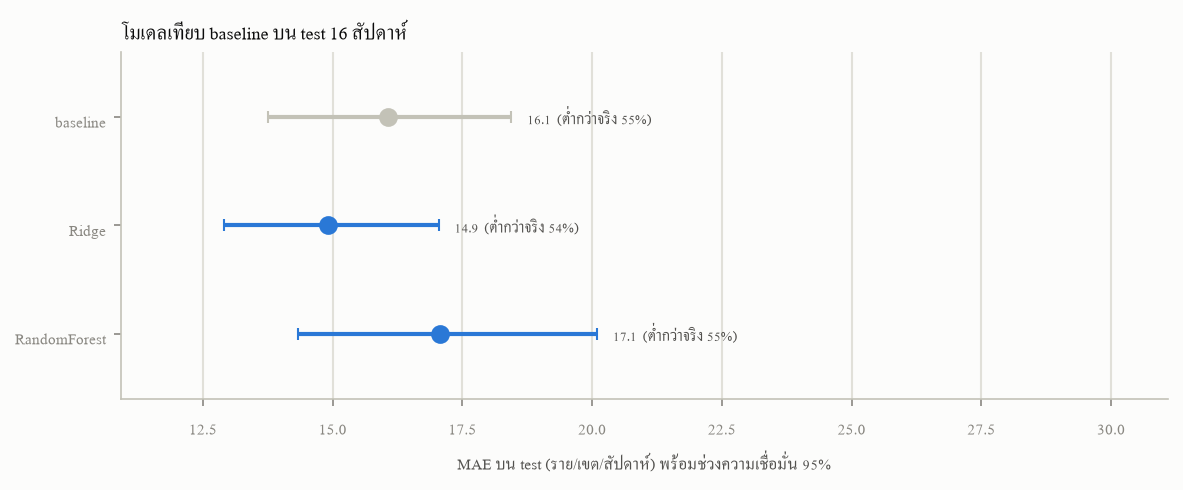 โมเดลเทียบ baseline บน test 16 สัปดาห์
baseline
16.1 (ต่ำกว่าจริง 55%)
Ridge
14.9 (ต่ำกว่าจริง 54%)
RandomForest
17.1 (ต่ำกว่าจริง 55%)
12.5 15.0 17.5 20.0 22.5 25.0 27.5 30.0
MAE บน test (ราย/เขต/สัปดาห์) พร้อมช่วงความเชื่อมั่น 95%